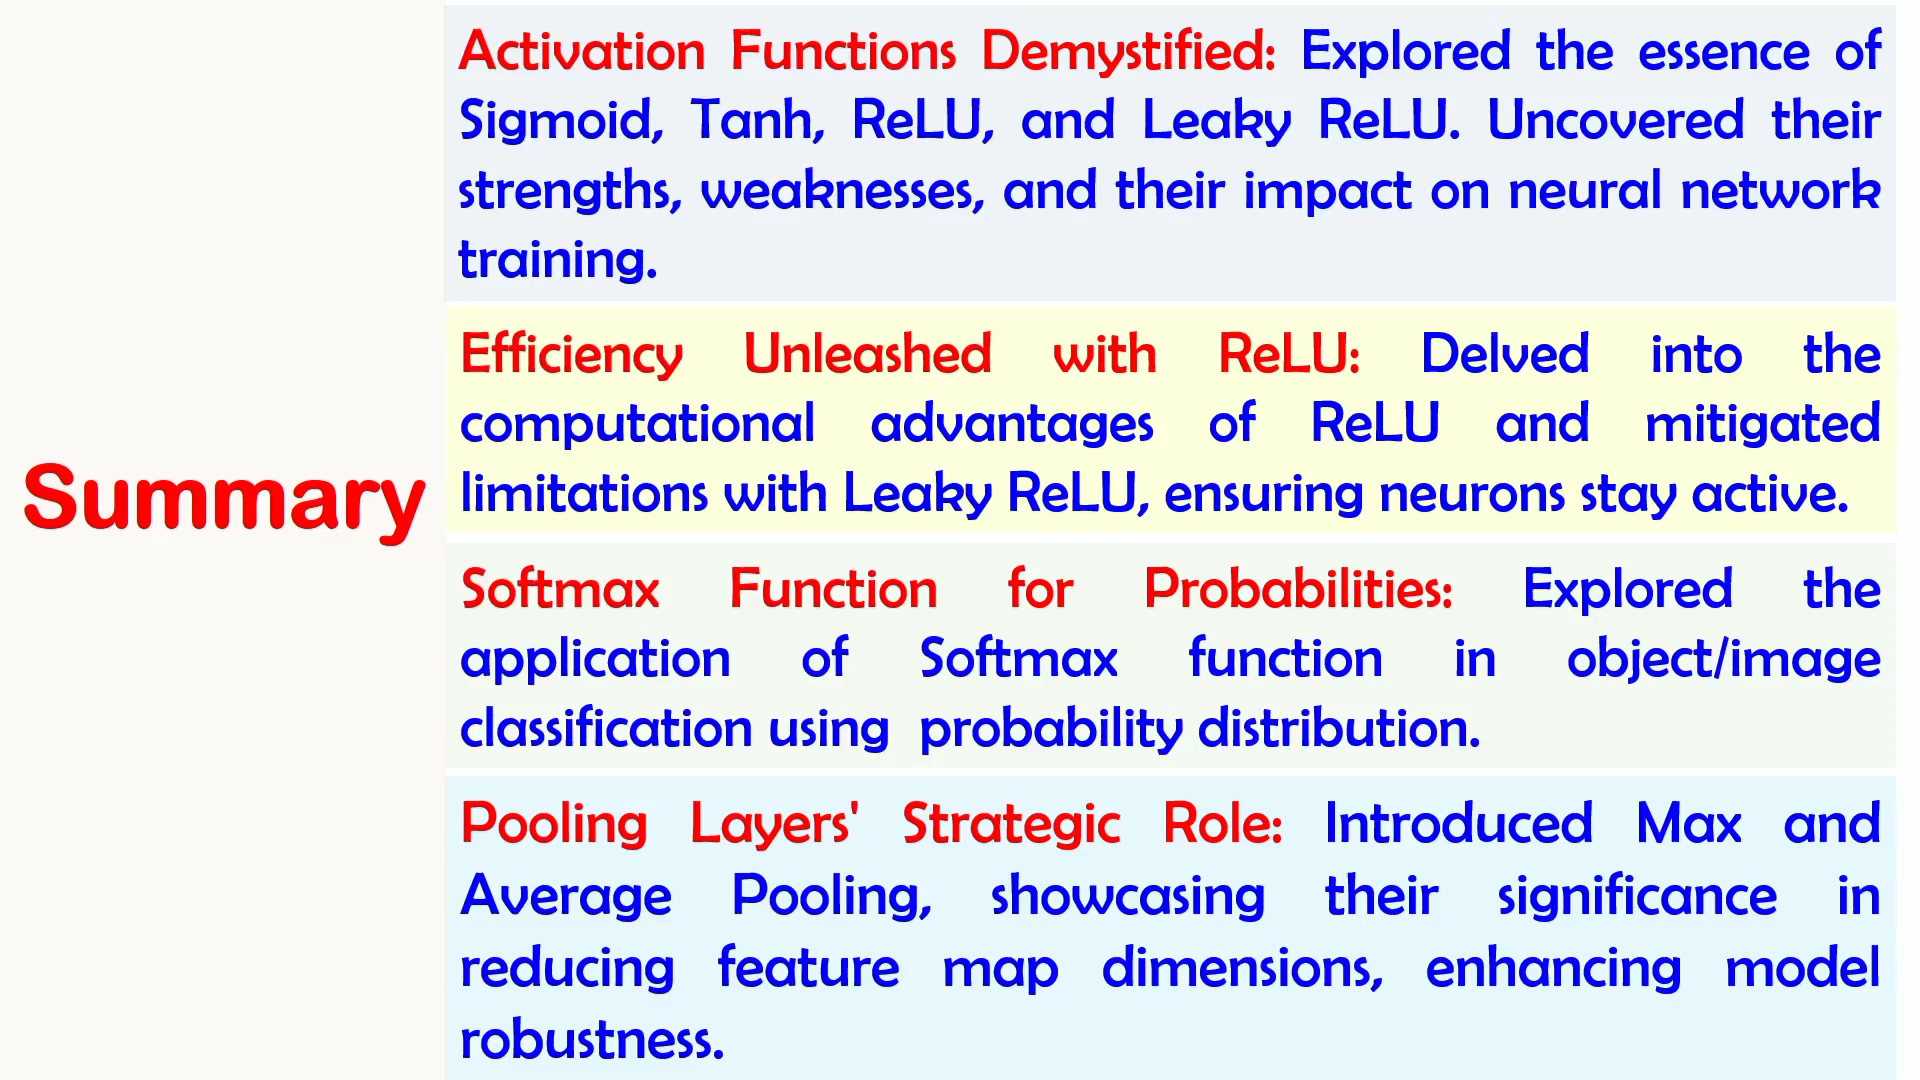 Summary
Activation Functions Demystified: Explored the essence of
Sigmoid, Tanh, ReLU, and Leaky ReLU. Uncovered their
strengths, weaknesses, and their impact on neural network
training.
Efficiency Unleashed with ReLU: Delved into the
computational advantages of ReLU and mitigated
limitations with Leaky ReLU, ensuring neurons stay active.
Softmax Function for Probabilities: Explored the
application of Softmax function in object/image
classification using probability distribution.
Pooling Layers' Strategic Role: Introduced Max and
Average Pooling, showcasing their significance in
reducing feature map dimensions, enhancing model
robustness.